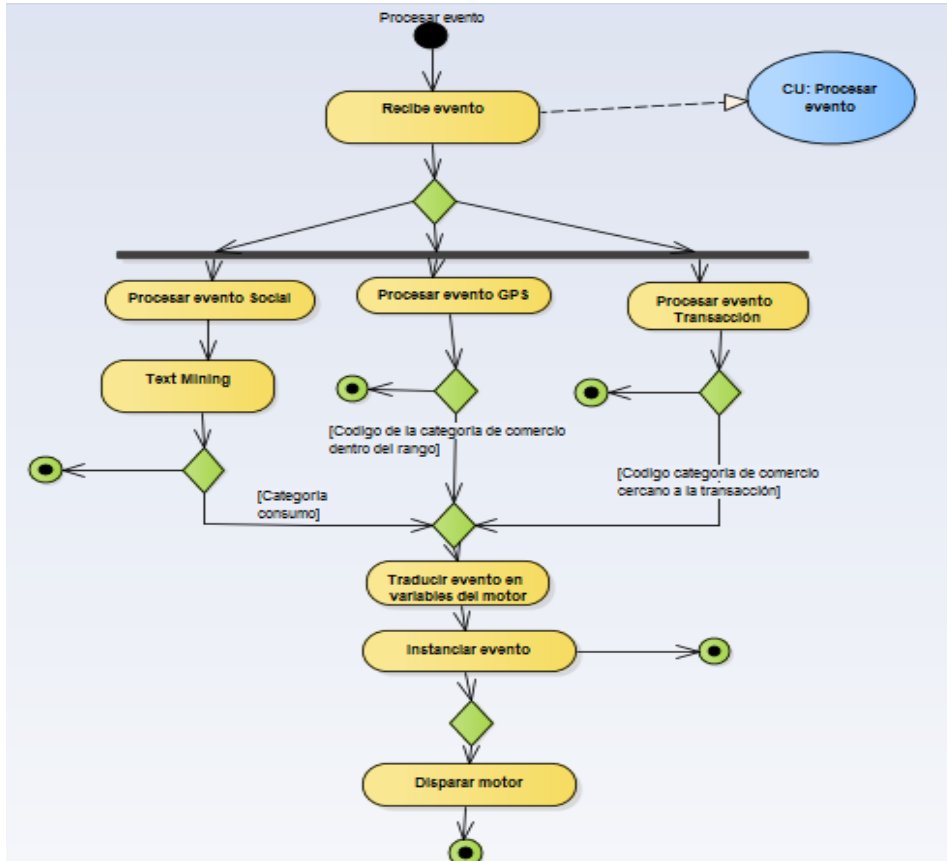 Procesar evento
Recibe evento
CU: Procesar
evento
Procesar evento Social
Procesar evento GPS
Procesar evento
Transacción
Text Mining
[Codigo de la categoria de comercio
dentro del rango]
[Codigo categoria de comercio
cercano a la transacción]
[Categoria
consumo]
Traducir evento en
variables del motor
Instanciar evento
Disparar motor